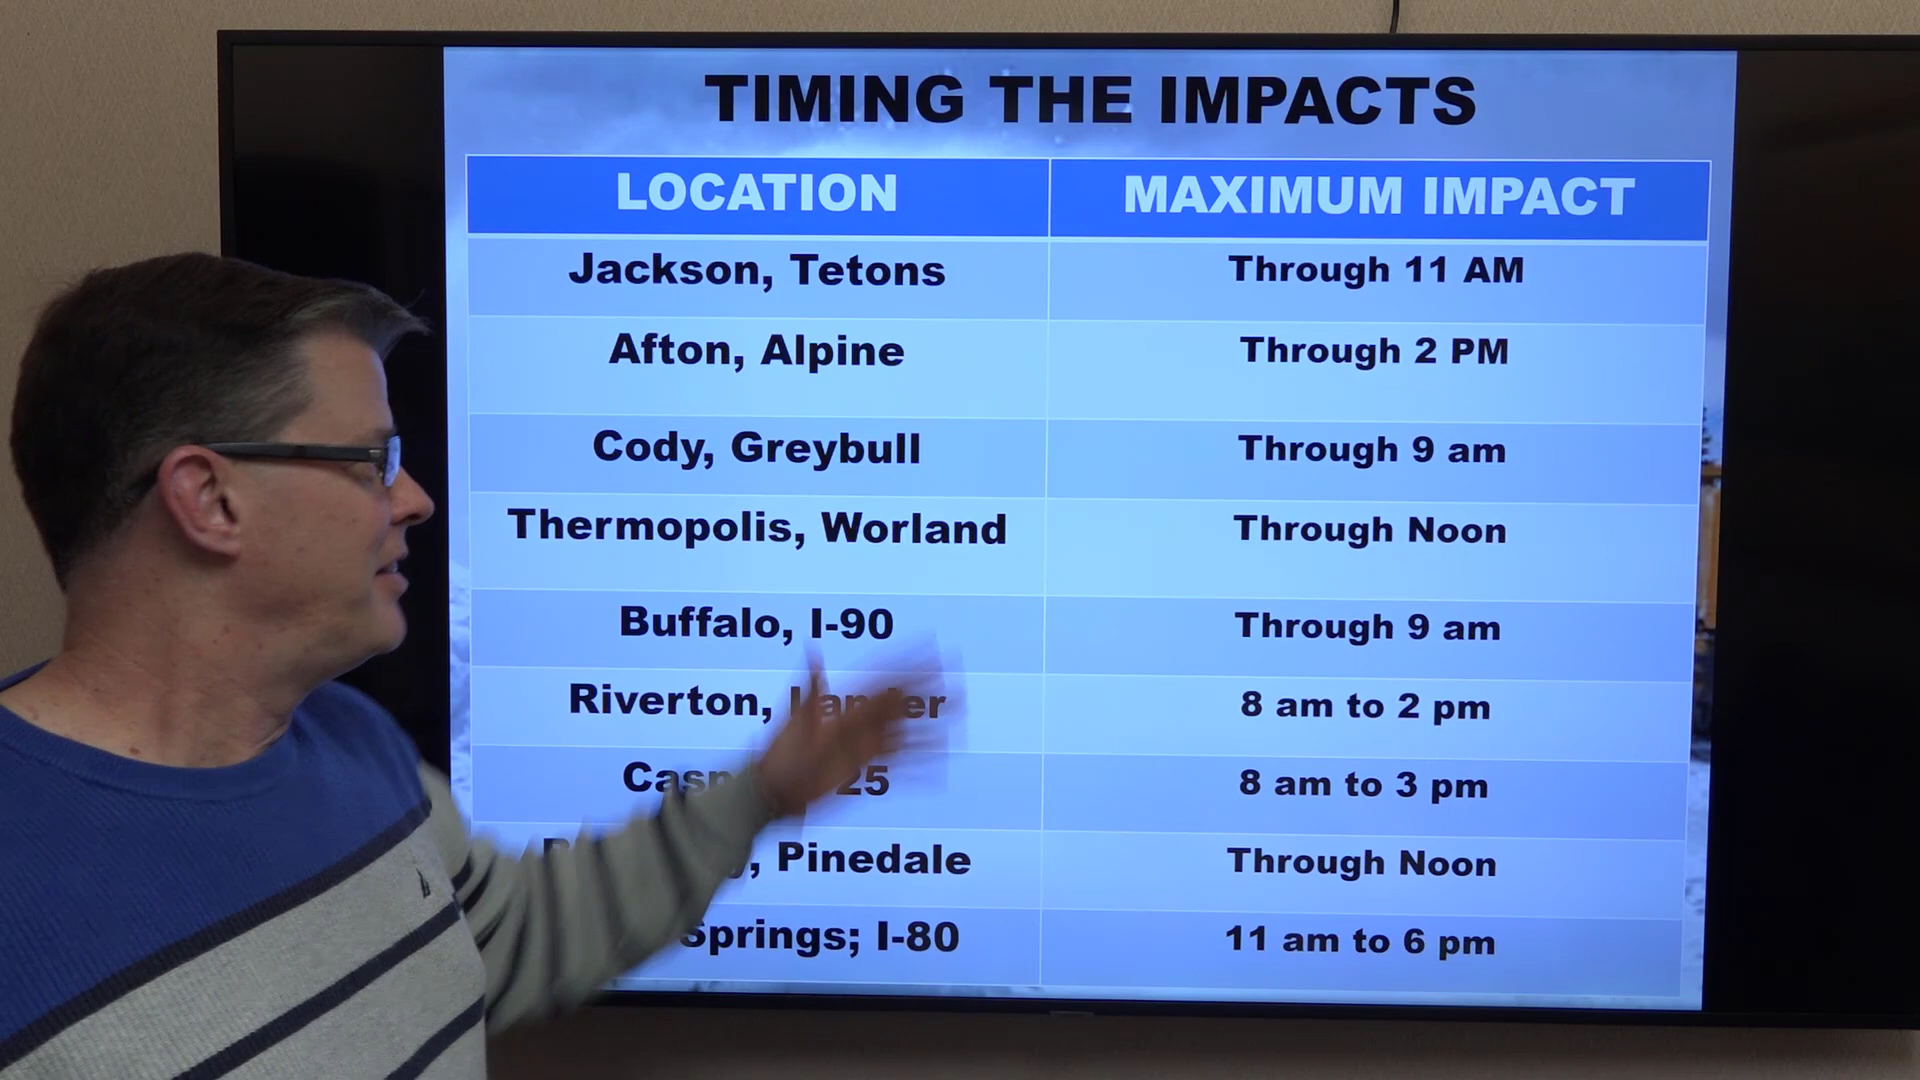 TIMING THE IMPACTS
LOCATION MAXIMUM IMPACT
Jackson, Tetons Through 11 AM
Afton, Alpine Through 2 PM
Cody, Greybull Through 9 am
Thermopolis, Worland Through Noon
Buffalo, I-90 Through 9 am
Riverton, Lander 8 am to 2 pm
8 am to 3 pm
Pinedale Through Noon
Springs; I-80 11 am to 6 pm